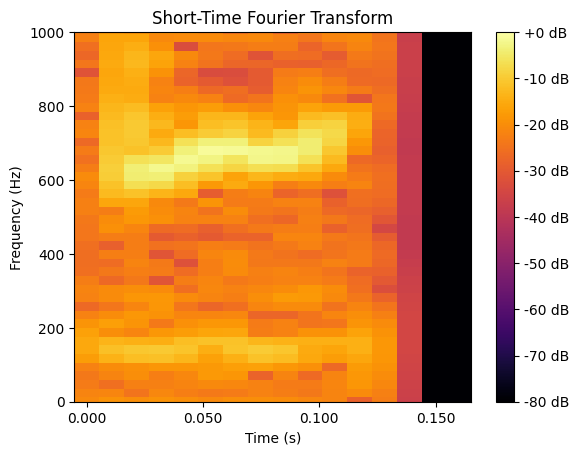 Short-Time Fourier Transform
1000
800
600
400
200
0
Frequency (Hz)
0.000
0.050
0.100
0.150
Time (s)
+0 dB
-10 dB
-20 dB
-30 dB
-40 dB
-50 dB
-60 dB
-70 dB
-80 dB